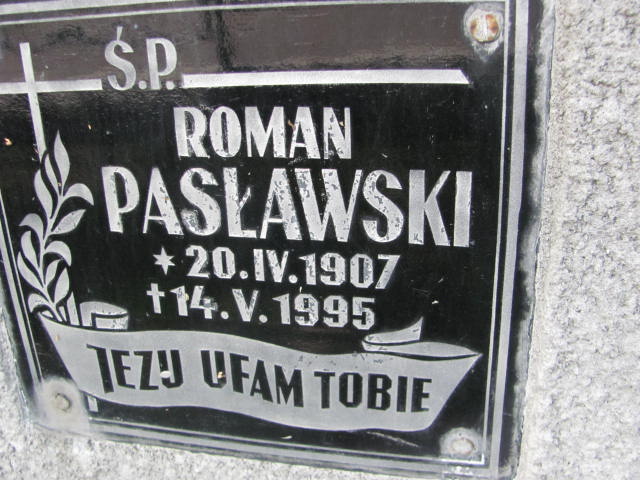 Ś.P.
ROMAN
PASŁAWSKI
* 20.IV.1907
† 14.V.1995
JEZU UFAM TOBIE